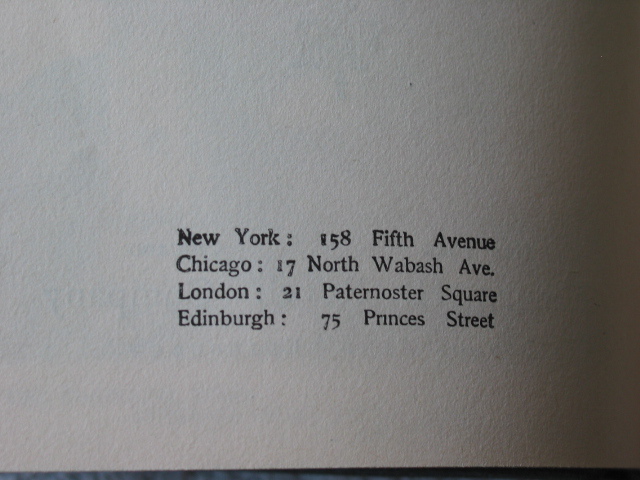 New York: 158 Fifth Avenue
Chicago: 17 North Wabash Ave.
London: 21 Paternoster Square
Edinburgh: 75 Princes Street